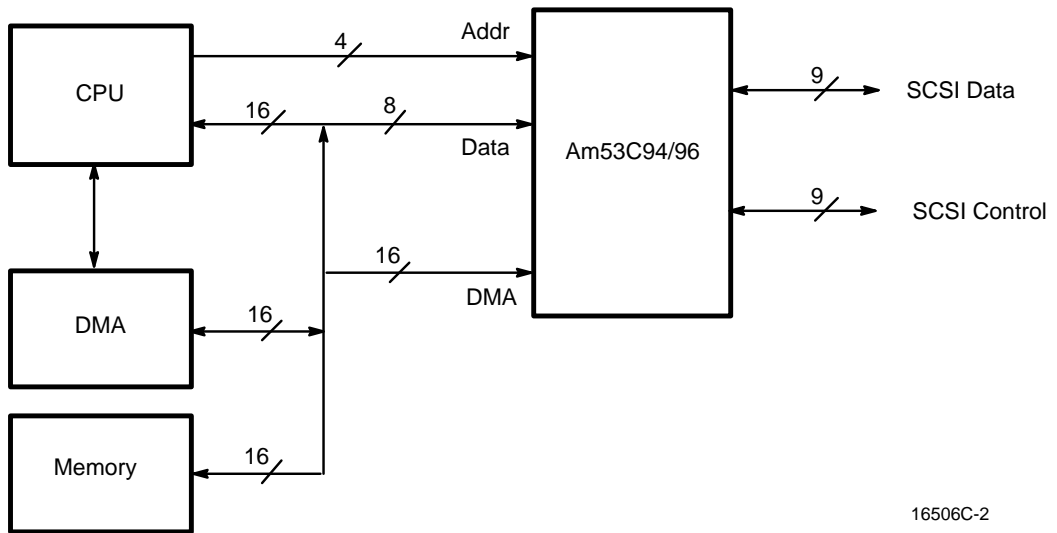 4
Addr
CPU
16
8
Data
Am53C94/96
9
SCSI Data
9
SCSI Control
16
DMA
DMA
16
Memory
16
16506C-2